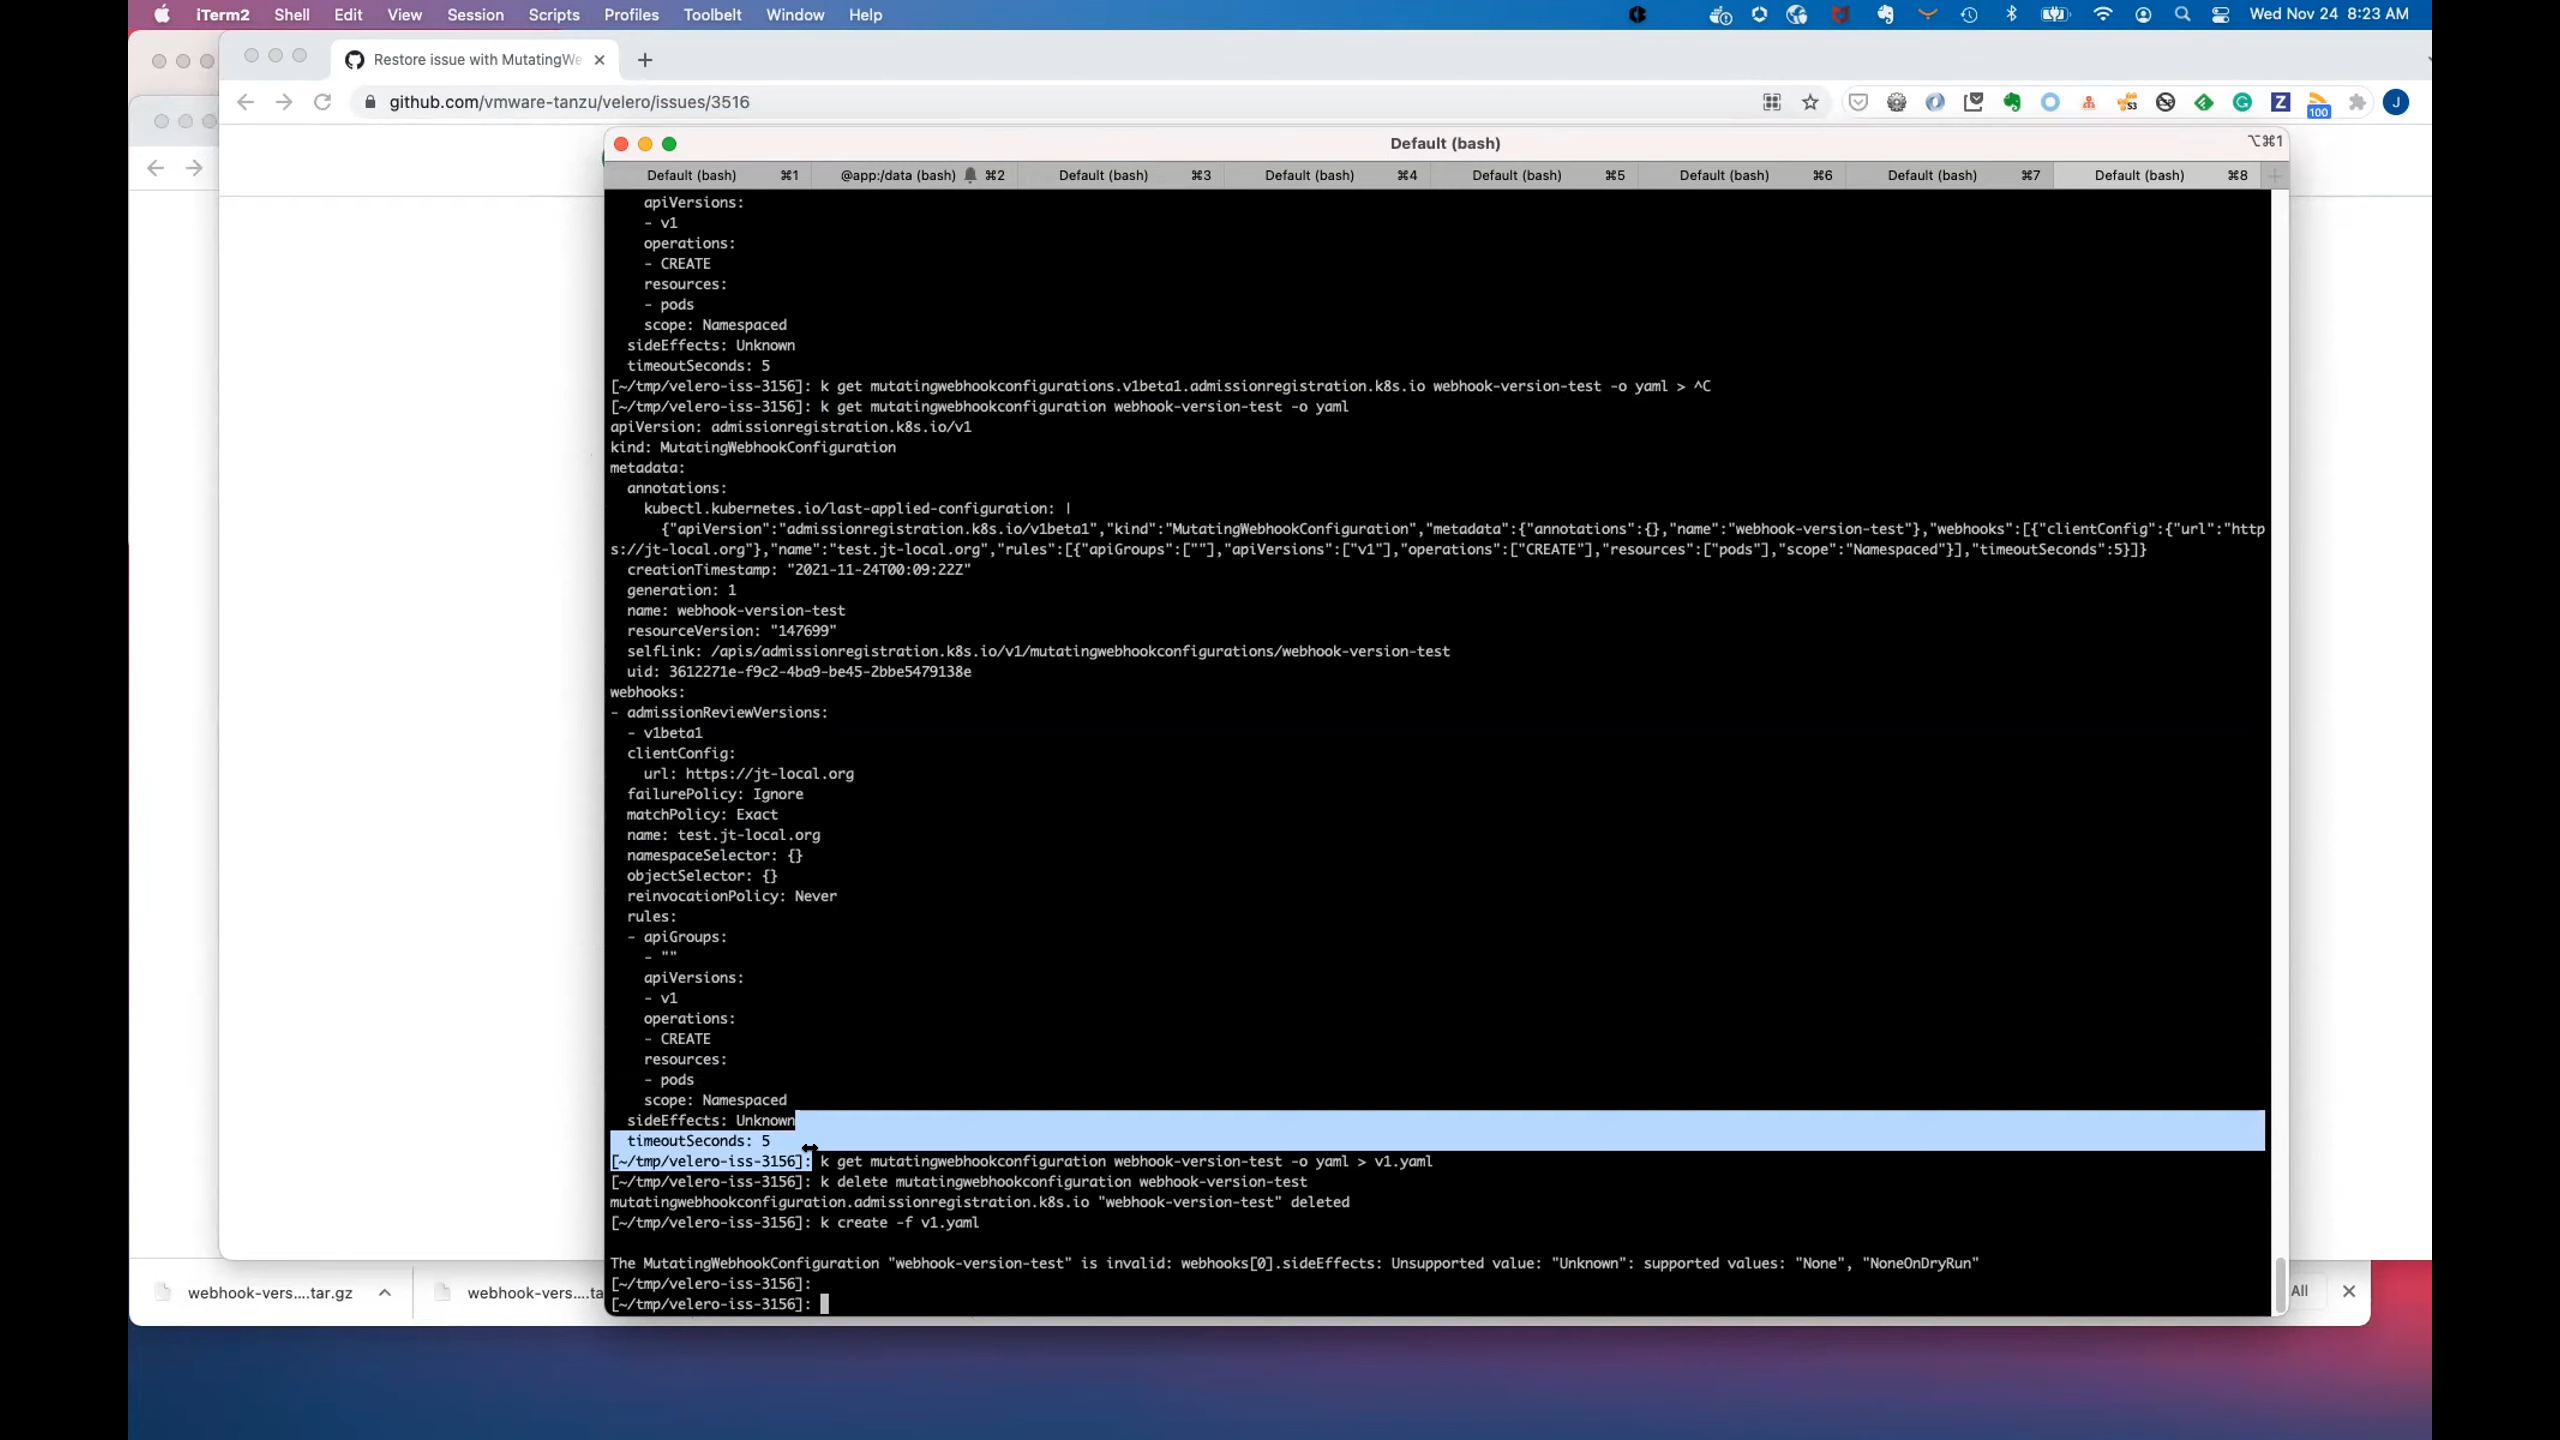 iTerm2 Shell Edit View Session Scripts Profiles Toolbelt Window Help Wed Nov 24 8:23 AM
Restore issue with MutatingWe
github.com/vmware-tanzu/velero/issues/3516
100
J
Default (bash) ⌥⌘1
Default (bash) ⌘1 @app:/data (bash) ⌘2 Default (bash) ⌘3 Default (bash) ⌘4 Default (bash) ⌘5 Default (bash) ⌘6 Default (bash) ⌘7 Default (bash) ⌘8
apiVersions:
- v1
operations:
- CREATE
resources:
- pods
scope: Namespaced
sideEffects: Unknown
timeoutSeconds: 5
[~/tmp/velero-iss-3156]: k get mutatingwebhookconfigurations.v1beta1.admissionregistration.k8s.io webhook-version-test -o yaml > ^C
[~/tmp/velero-iss-3156]: k get mutatingwebhookconfiguration webhook-version-test -o yaml
apiVersion: admissionregistration.k8s.io/v1
kind: MutatingWebhookConfiguration
metadata:
annotations:
kubectl.kubernetes.io/last-applied-configuration: |
{"apiVersion":"admissionregistration.k8s.io/v1beta1","kind":"MutatingWebhookConfiguration","metadata":{"annotations":{},"name":"webhook-version-test"},"webhooks":[{"clientConfig":{"url":"http
s://jt-local.org"},"name":"test.jt-local.org","rules":[{"apiGroups":[""],"apiVersions":["v1"],"operations":["CREATE"],"resources":["pods"],"scope":"Namespaced"}],"timeoutSeconds":5}]}
creationTimestamp: "2021-11-24T00:09:22Z"
generation: 1
name: webhook-version-test
resourceVersion: "147699"
selfLink: /apis/admissionregistration.k8s.io/v1/mutatingwebhookconfigurations/webhook-version-test
uid: 3612271e-f9c2-4ba9-be45-2bbe5479138e
webhooks:
- admissionReviewVersions:
- v1beta1
clientConfig:
url: https://jt-local.org
failurePolicy: Ignore
matchPolicy: Exact
name: test.jt-local.org
namespaceSelector: {}
objectSelector: {}
reinvocationPolicy: Never
rules:
- apiGroups:
- ""
apiVersions:
- v1
operations:
- CREATE
resources:
- pods
scope: Namespaced
sideEffects: Unknown
timeoutSeconds: 5
[~/tmp/velero-iss-3156]: k get mutatingwebhookconfiguration webhook-version-test -o yaml > v1.yaml
[~/tmp/velero-iss-3156]: k delete mutatingwebhookconfiguration webhook-version-test
mutatingwebhookconfiguration.admissionregistration.k8s.io "webhook-version-test" deleted
[~/tmp/velero-iss-3156]: k create -f v1.yaml
The MutatingWebhookConfiguration "webhook-version-test" is invalid: webhooks[0].sideEffects: Unsupported value: "Unknown": supported values: "None", "NoneOnDryRun"
[~/tmp/velero-iss-3156]:
[~/tmp/velero-iss-3156]:
webhook-vers....tar.gz webhook-vers....ta All